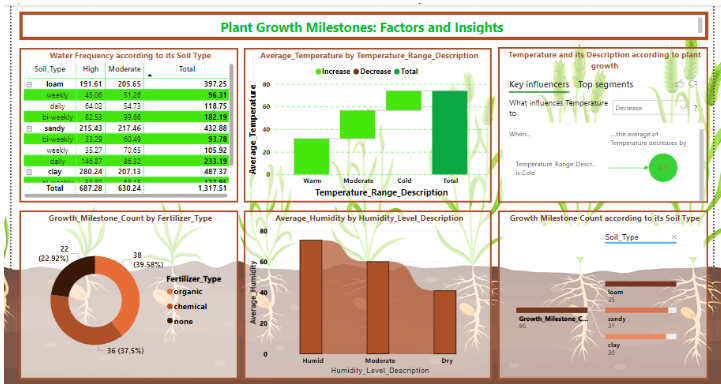 Plant Growth Milestones: Factors and Insights
Water Frequency according to its Soil Type
Soil_Type High Moderate Total
loam 191.61 205.65 397.25
weekly 45.06 51.26 96.31
daily 64.02 54.73 118.75
bi-weekly 82.53 99.66 182.19
sandy 215.43 217.46 432.88
bi-weekly 33.29 60.49 93.78
weekly 35.27 70.65 105.92
daily 146.87 86.32 233.19
clay 280.24 207.13 487.37
Total 687.28 630.24 1,317.51
Average_Temperature by Temperature_Range_Description
Increase Decrease Total
Average_Temperature
80
60
40
20
0
Warm Moderate Cold Total
Temperature_Range_Description
Temperature and its Description according to plant
growth
Key influencers Top segments
What influences Temperature
to
Decrease
?
When...
...the average of
Temperature decreases by
Temperature_Range_Descr...
is Cold
Growth_Milestone_Count by Fertilizer_Type
22
(22.92%)
38
(39.58%)
36 (37.5%)
Fertilizer_Type
organic
chemical
none
Average_Humidity by Humidity_Level_Description
Average_Humidity
80
60
40
20
0
Humid Moderate Dry
Humidity_Level_Description
Growth Milestone Count according to its Soil Type
Soil_Type
Growth_Milestone_C...
96
loam
35
sandy
31
clay
30